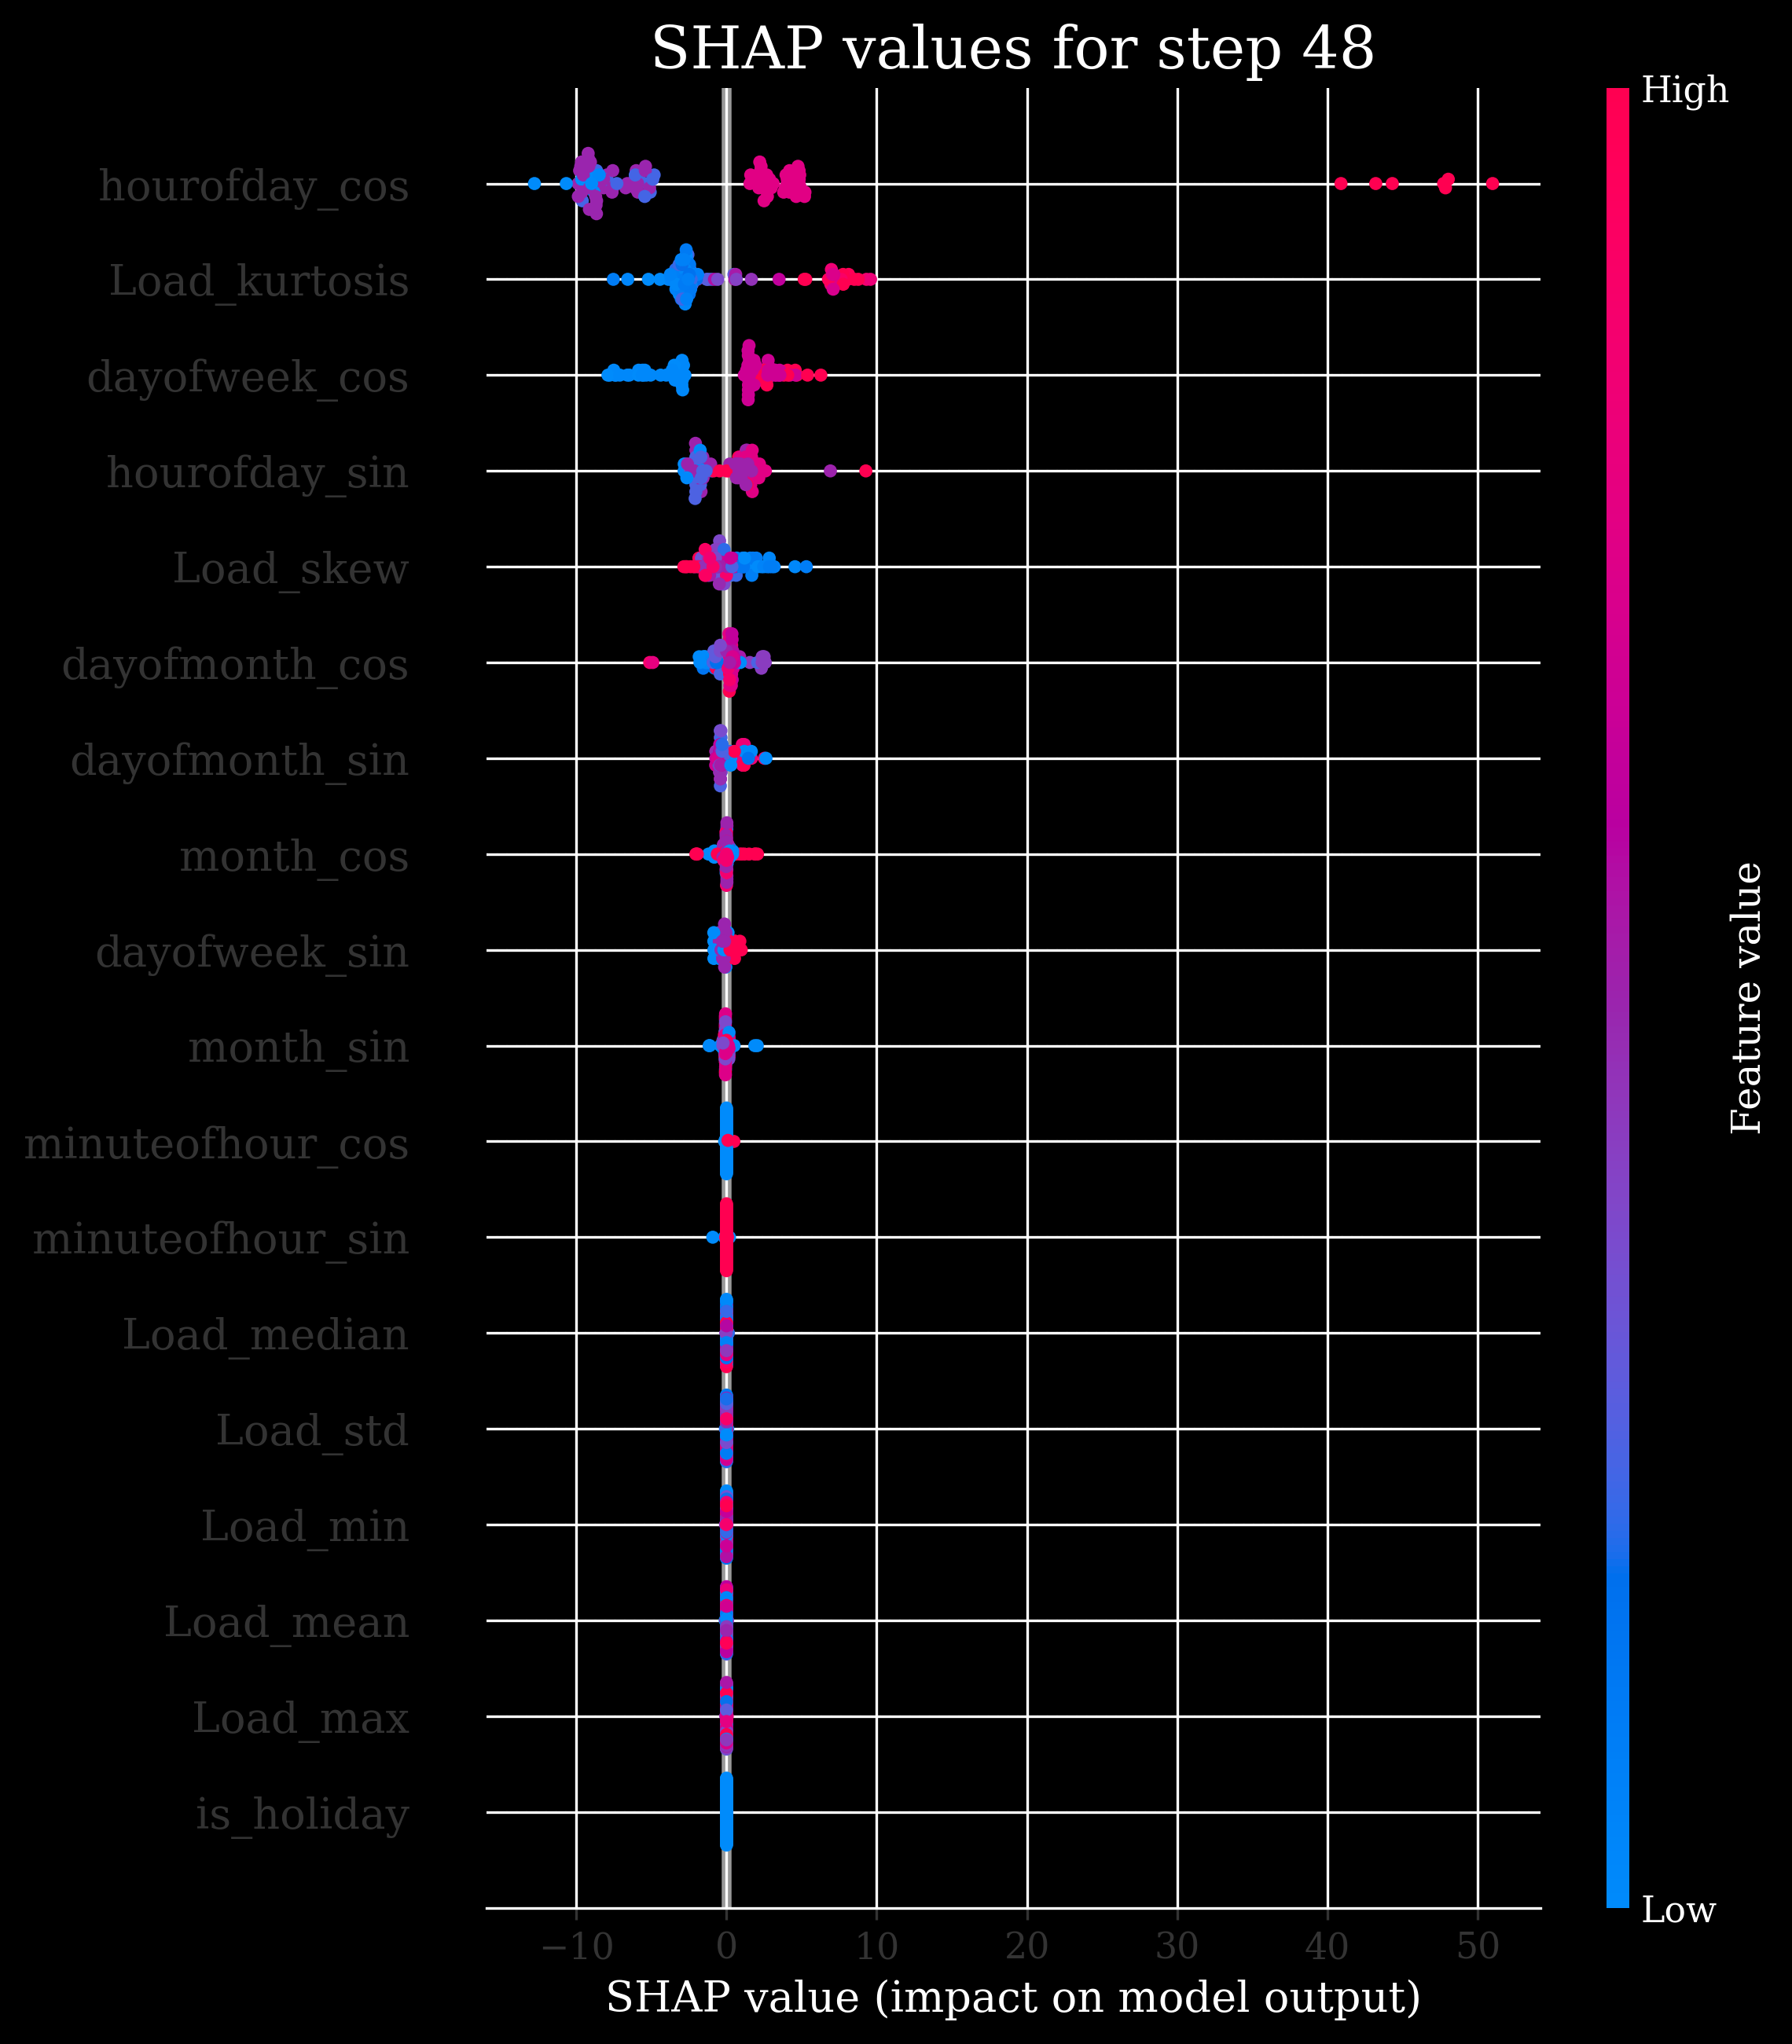 SHAP values for step 48
High
hourofday_cos
Load_kurtosis
dayofweek_cos
hourofday_sin
Load_skew
dayofmonth_cos
dayofmonth_sin
month_cos
dayofweek_sin
month_sin
minuteofhour_cos
minuteofhour_sin
Load_median
Load_std
Load_min
Load_mean
Load_max
is_holiday
Feature value
Low
−10 0 10 20 30 40 50
SHAP value (impact on model output)